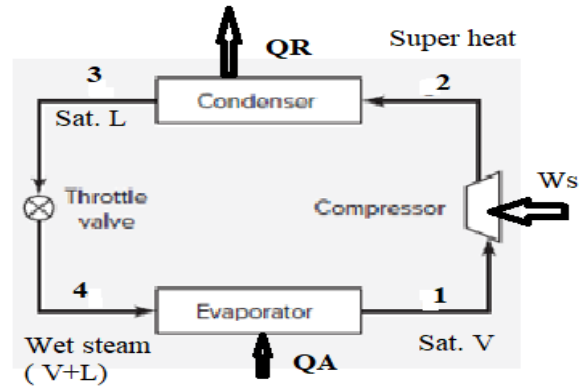 QR
Super heat
3
Condenser
2
Sat. L
Throttle
valve
Compressor
Ws
4
Evaporator
1
Wet steam
( V+L)
QA
Sat. V